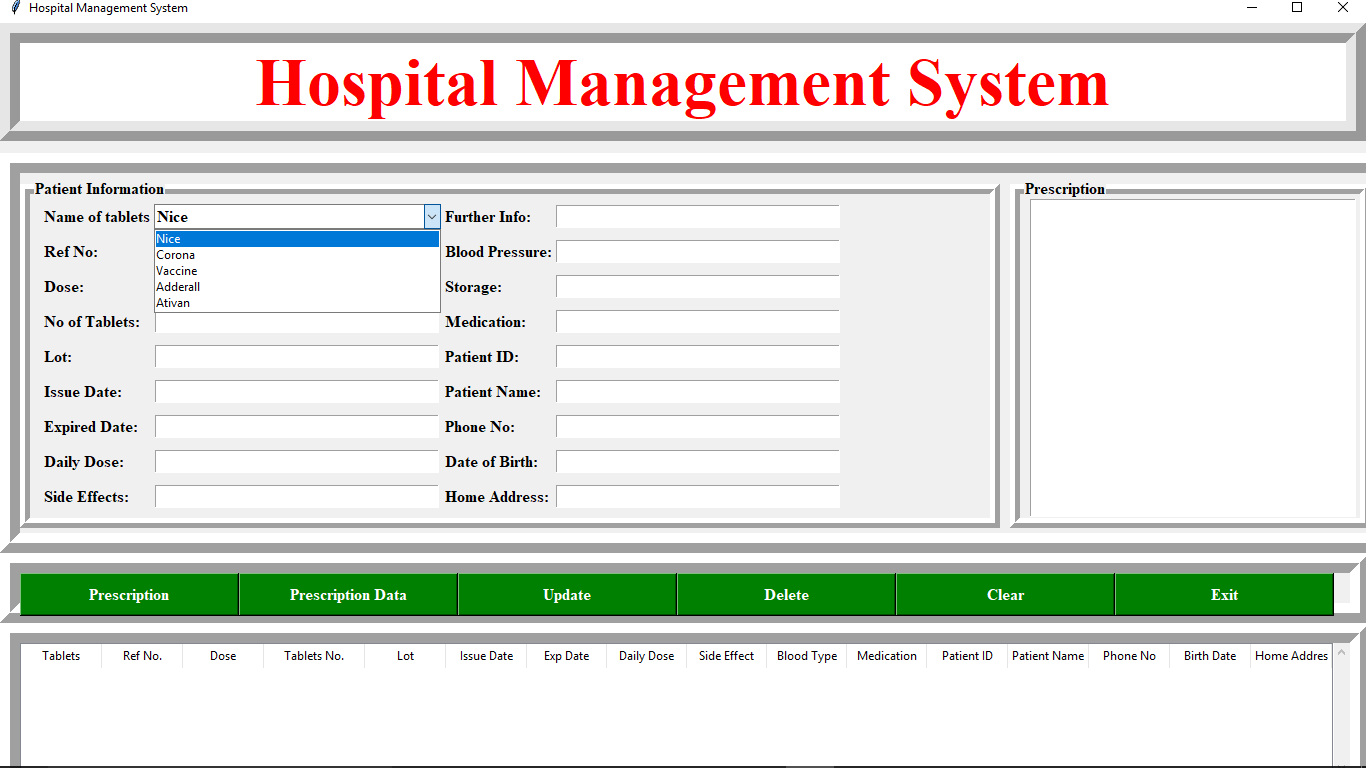 Hospital Management System
Hospital Management System
Patient Information
Prescription
Name of tablets Nice Further Info:
Nice
Corona
Vaccine
Adderall
Ativan
Ref No: Blood Pressure:
Dose: Storage:
No of Tablets: Medication:
Lot: Patient ID:
Issue Date: Patient Name:
Expired Date: Phone No:
Daily Dose: Date of Birth:
Side Effects: Home Address:
Prescription Prescription Data Update Delete Clear Exit
Tablets Ref No. Dose Tablets No. Lot Issue Date Exp Date Daily Dose Side Effect Blood Type Medication Patient ID Patient Name Phone No Birth Date Home Addres